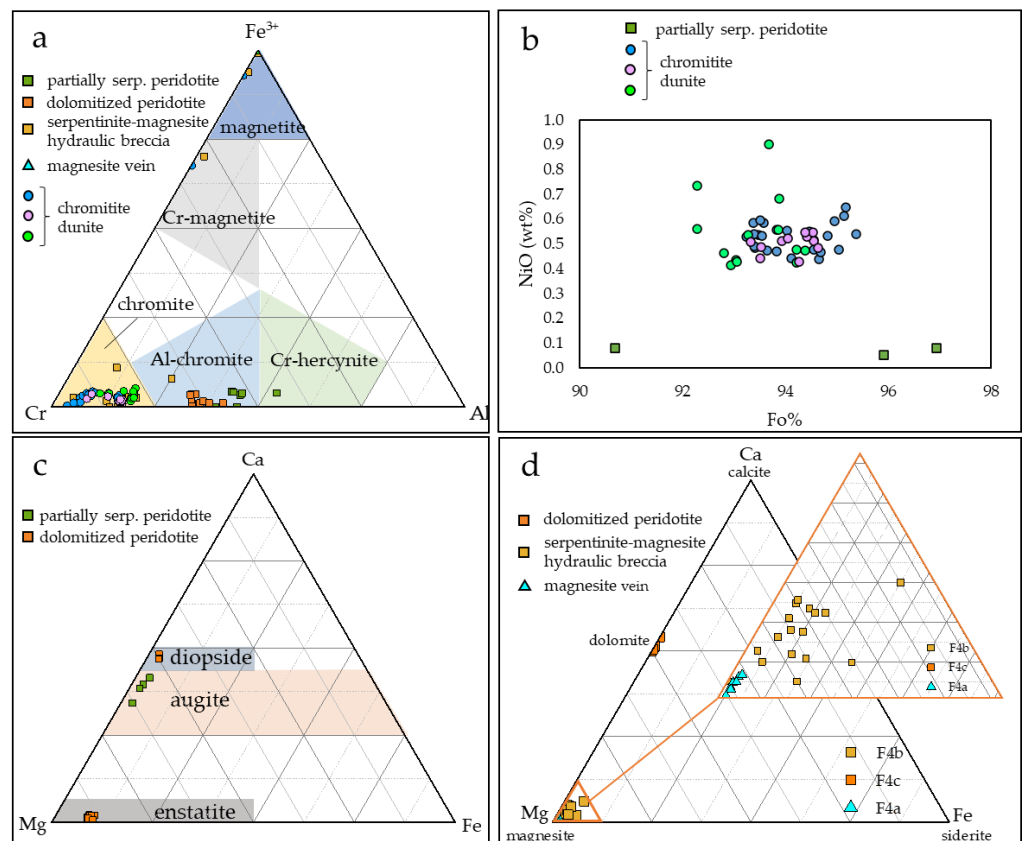 a
Fe³⁺
partially serp. peridotite
dolomitized peridotite
serpentinite-magnesite
hydraulic breccia
magnesite vein
chromitite
dunite
magnetite
Cr-magnetite
chromite
Al-chromite
Cr-hercynite
Cr
Al
b
partially serp. peridotite
chromitite
dunite
NiO (wt%)
1.0
0.9
0.8
0.7
0.6
0.5
0.4
0.3
0.2
0.1
0.0
90
92
94
96
98
Fo%
c
Ca
partially serp. peridotite
dolomitized peridotite
diopside
augite
enstatite
Mg
Fe
d
Ca
calcite
dolomitized peridotite
serpentinite-magnesite
hydraulic breccia
magnesite vein
dolomite
F4b
F4c
F4a
F4b
F4c
F4a
Mg
magnesite
Fe
siderite